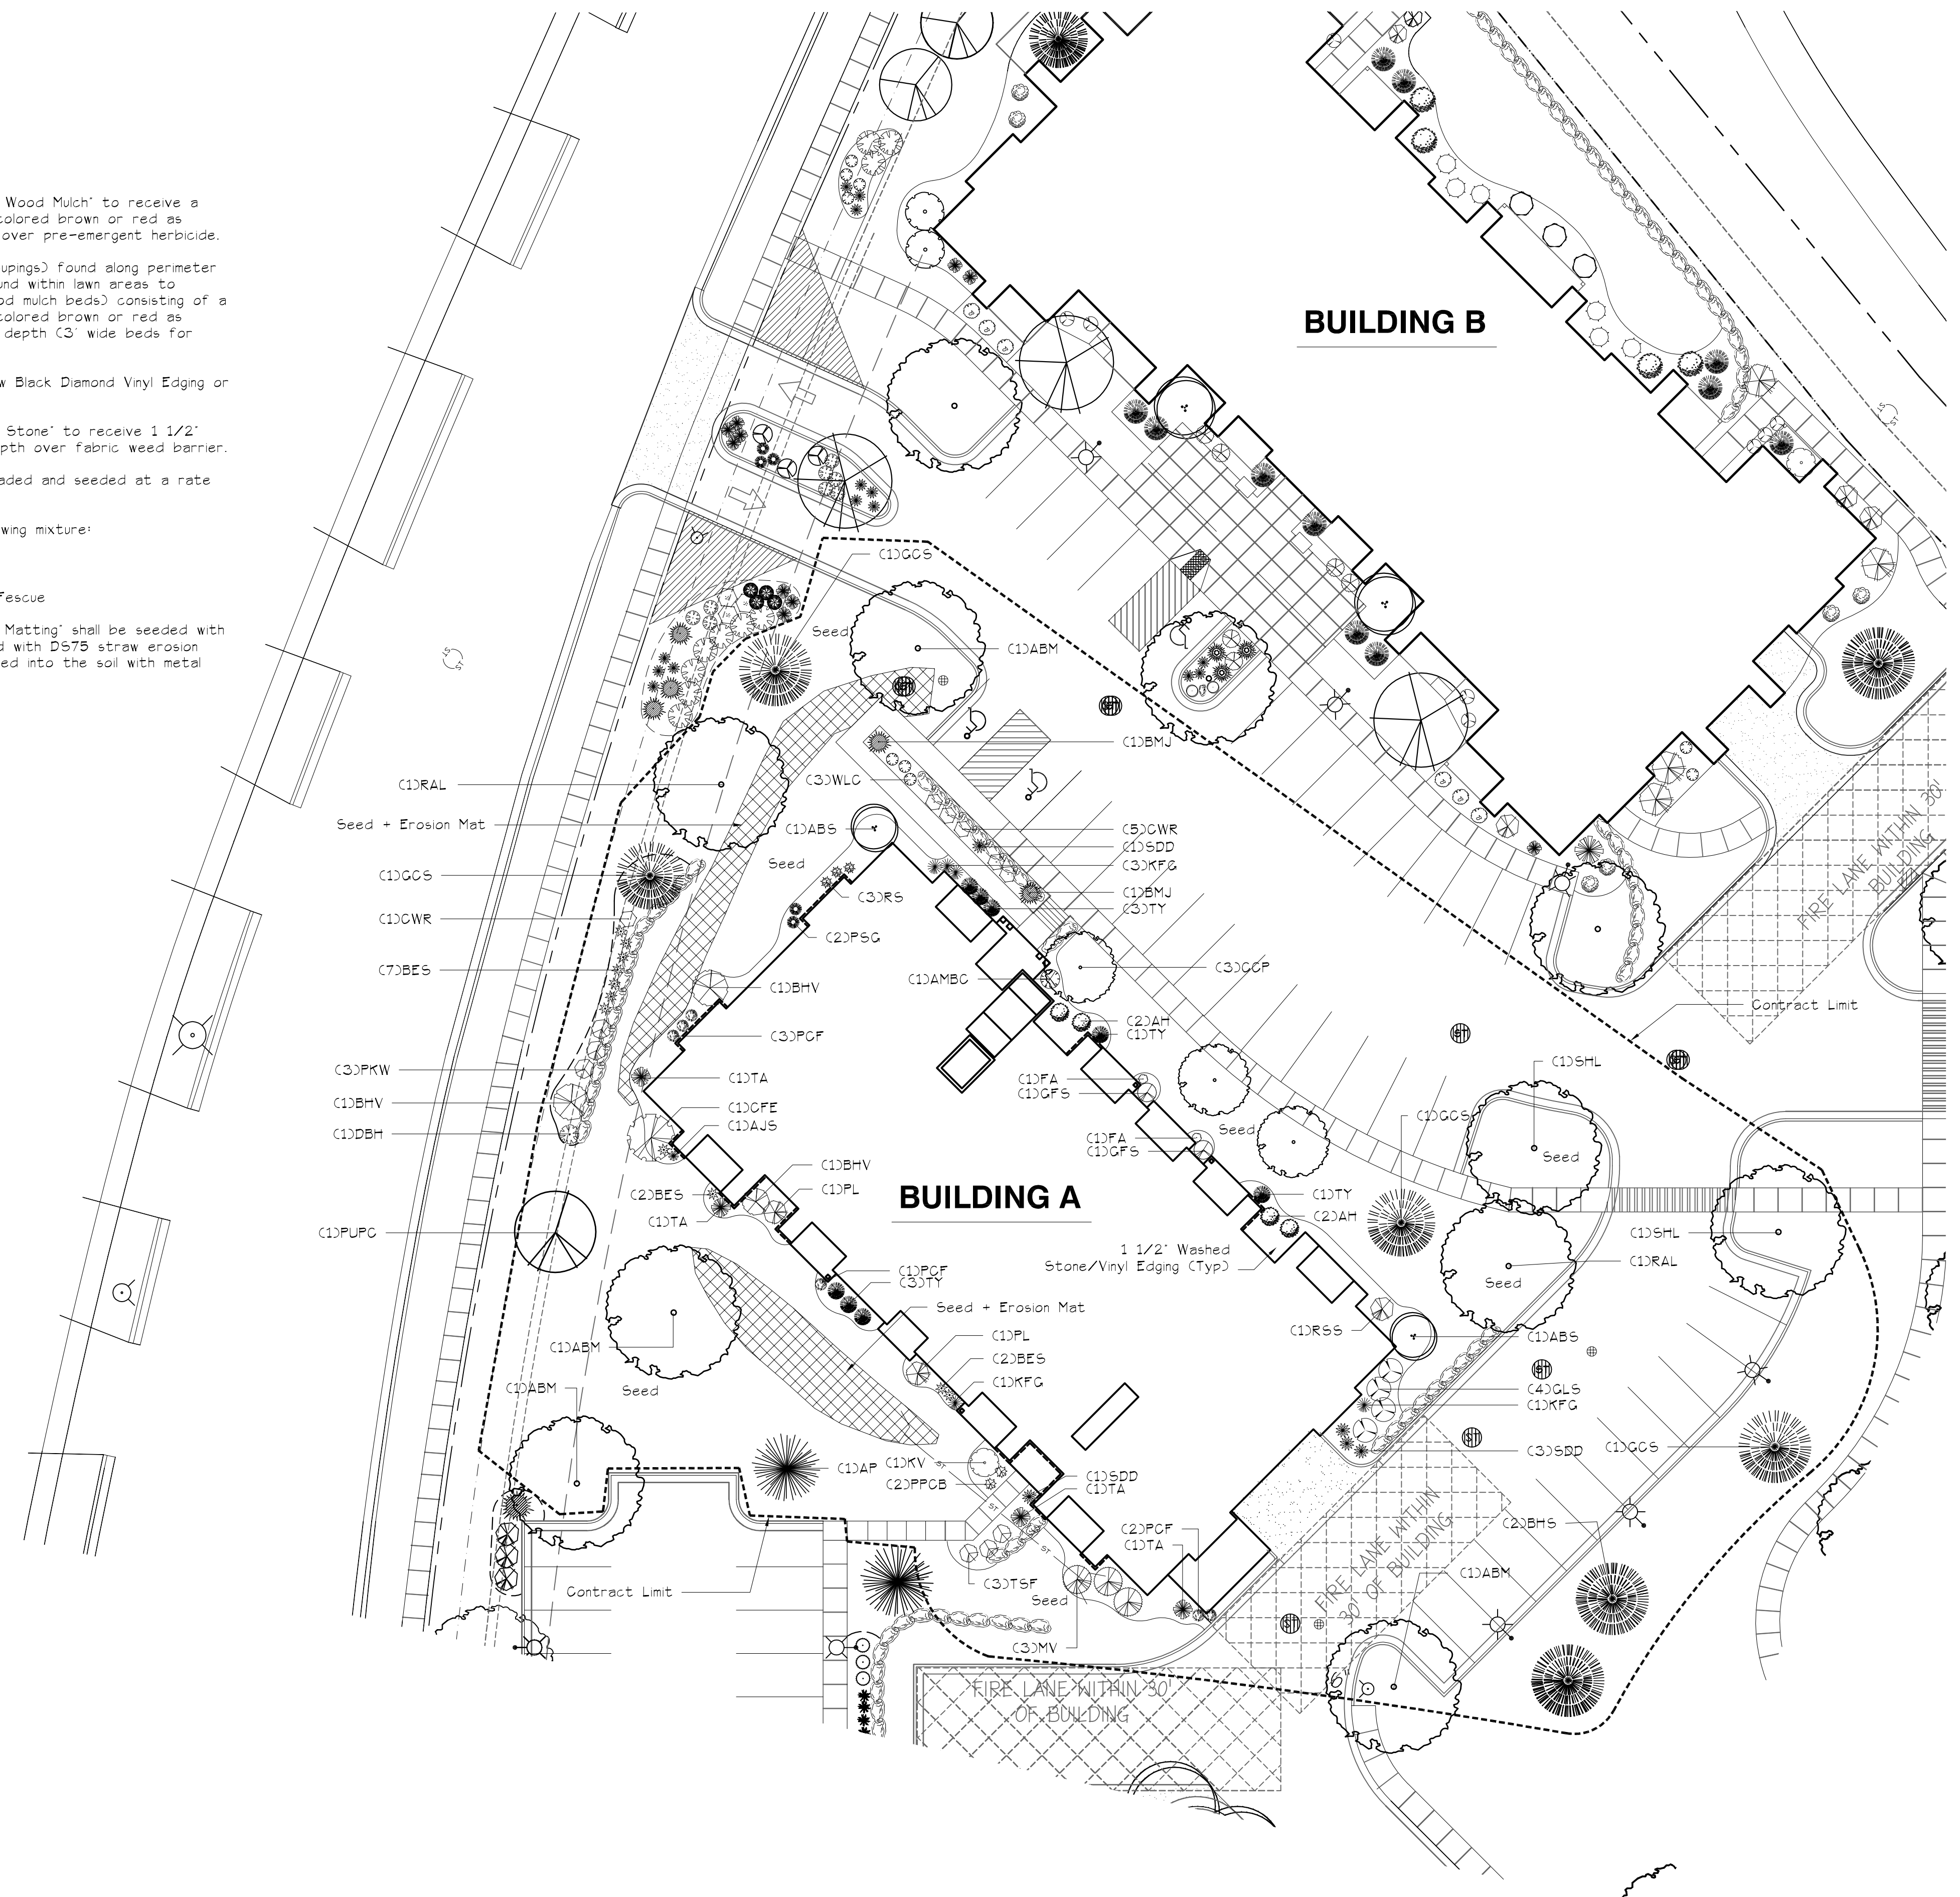 Wood Mulch" to receive a
colored brown or red as
over pre-emergent herbicide.
upings) found along perimeter
und within lawn areas to
od mulch beds) consisting of a
colored brown or red as
depth (3' wide beds for
w Black Diamond Vinyl Edging or
Stone" to receive 1 1/2"
pth over fabric weed barrier.
aded and seeded at a rate
wing mixture:
Fescue
Matting" shall be seeded with
d with DS75 straw erosion
ed into the soil with metal
BUILDING B
(1)GCS
Seed
(1)ABM
ST
ST
ST
(1)BMJ
(3)WLC
(1)RAL
Seed + Erosion Mat
(1)ABS
(5)CWR
(1)SDD
(3)KFG
(1)BMJ
(3)TY
Seed
(1)GCS
(3)RS
(1)CWR
(2)PSG
(7)BES
(1)BHV
(1)AMBC
(3)CCP
FIRE LANE WITHIN 30'
OF BUILDING
Contract Limit
(3)PCF
(2)AH
(1)TY
ST
ST
(3)PKW
(1)TA
(1)FA
(1)GFS
(1)SHL
(1)BHV
(1)CFE
(1)AJS
(1)GCS
(1)DBH
(1)FA
(1)GFS
Seed
Seed
(1)BHV
(1)PL
(2)BES
(1)TA
BUILDING A
(1)TY
(2)AH
(1)PUPC
(1)SHL
(1)RAL
1 1/2" Washed
Stone/Vinyl Edging (Typ)
Seed
(1)PCF
(3)TY
Seed + Erosion Mat
(1)RSS
(1)ABS
(1)PL
(2)BES
(1)KFG
(1)ABM
ST
(1)ABM
Seed
(4)GLS
(1)KFG
ST
(3)SDD
(1)GCS
(1)AP
(1)KV
(2)PPCB
ST
(1)SDD
(1)TA
ST
ST
(2)PCF
(1)TA
(2)BHS
FIRE LANE WITHIN
30' OF BUILDING
(1)ABM
(3)TSF
Seed
Contract Limit
ST
(3)MV
FIRE LANE WITHIN 30'
OF BUILDING